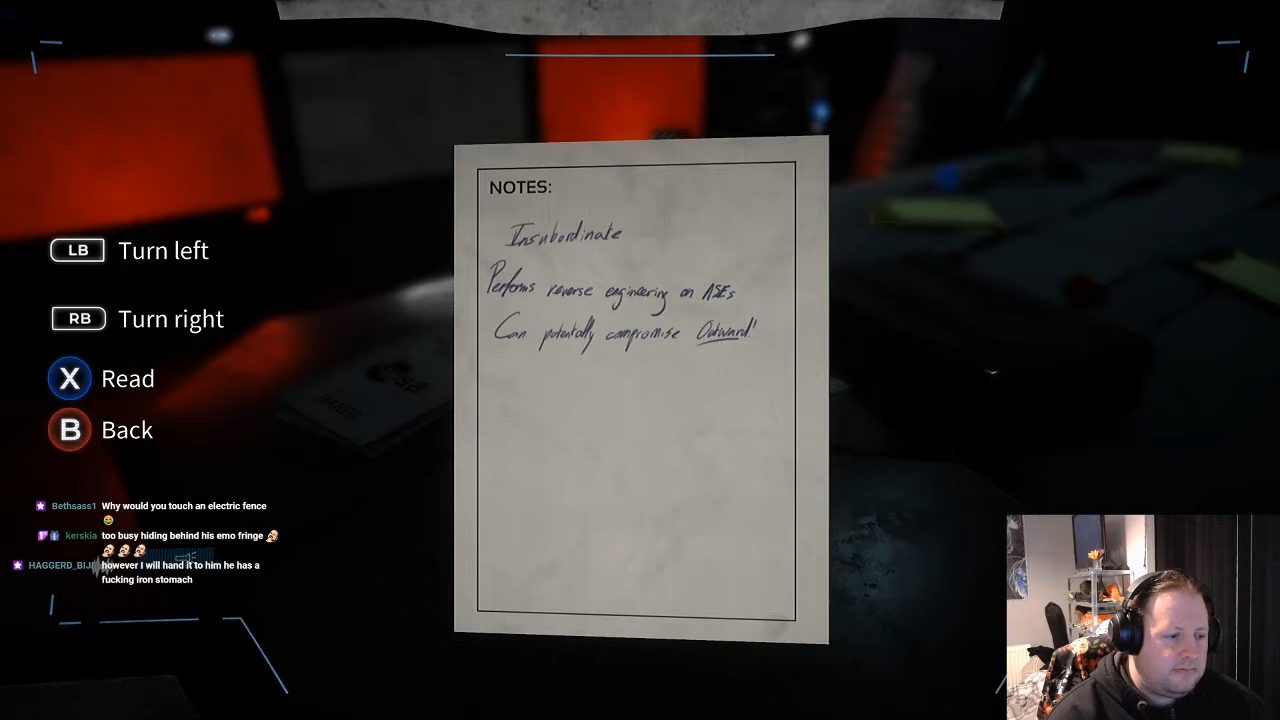 NOTES:
Insubordinate
Performs reverse engineering on ASEs
Can potentially compromise Outward!
LB Turn left
RB Turn right
X Read
B Back
Bethsass1 Why would you touch an electric fence
kerskia too busy hiding behind his emo fringe
however I will hand it to him he has a
fucking iron stomach